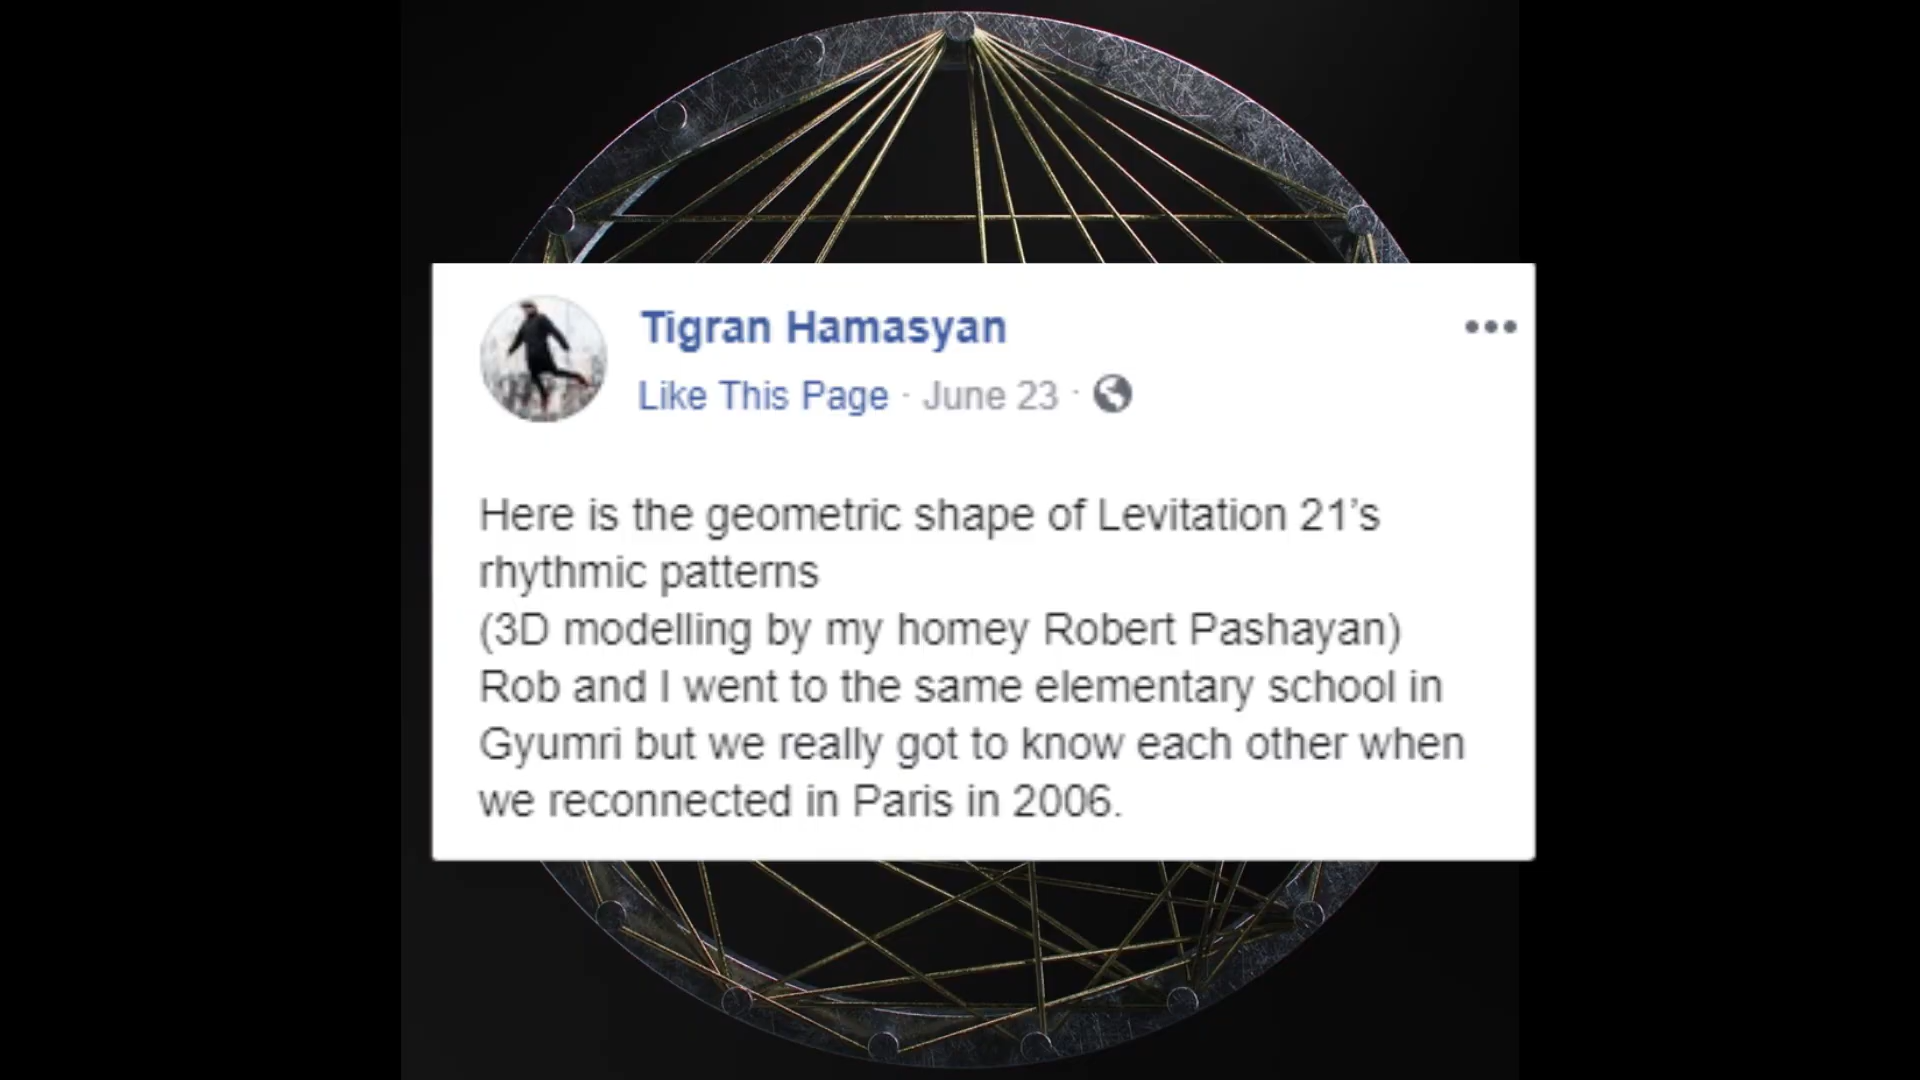 Tigran Hamasyan
Like This Page · June 23 ·
Here is the geometric shape of Levitation 21’s
rhythmic patterns
(3D modelling by my homey Robert Pashayan)
Rob and I went to the same elementary school in
Gyumri but we really got to know each other when
we reconnected in Paris in 2006.